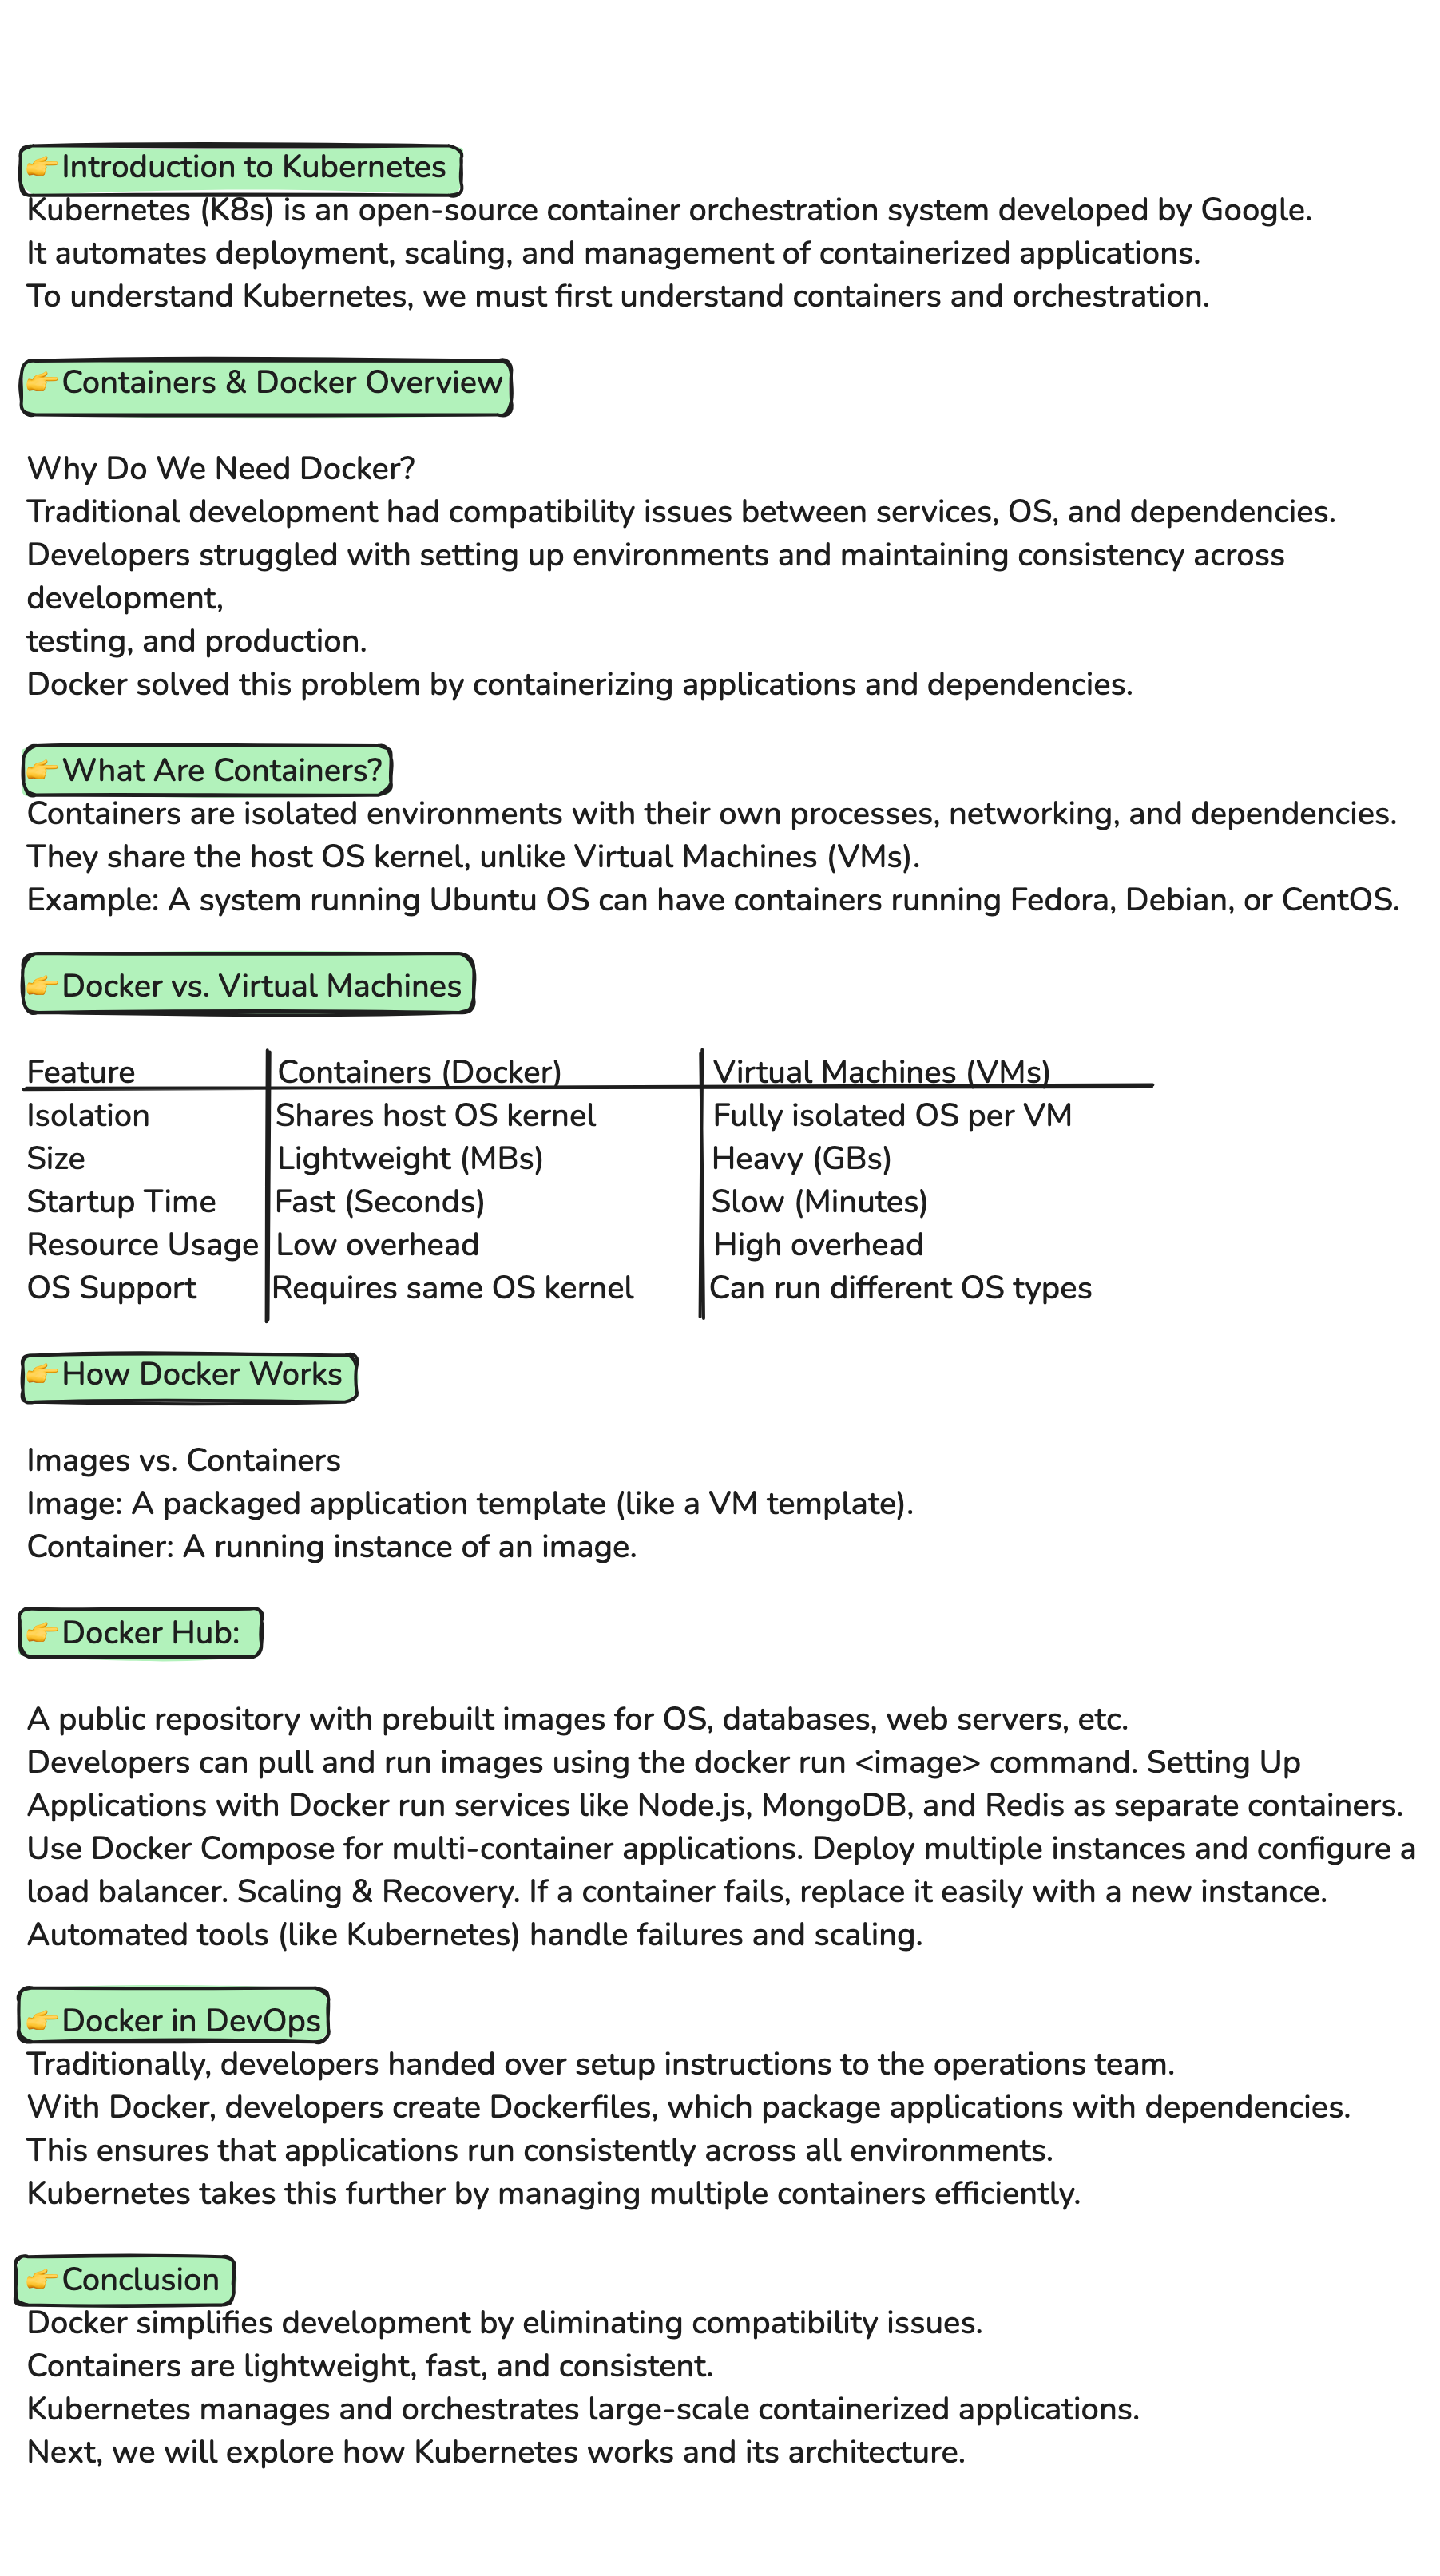 👉Introduction to Kubernetes
Kubernetes (K8s) is an open-source container orchestration system developed by Google.
It automates deployment, scaling, and management of containerized applications.
To understand Kubernetes, we must first understand containers and orchestration.
👉Containers & Docker Overview
Why Do We Need Docker?
Traditional development had compatibility issues between services, OS, and dependencies.
Developers struggled with setting up environments and maintaining consistency across
development,
testing, and production.
Docker solved this problem by containerizing applications and dependencies.
👉What Are Containers?
Containers are isolated environments with their own processes, networking, and dependencies.
They share the host OS kernel, unlike Virtual Machines (VMs).
Example: A system running Ubuntu OS can have containers running Fedora, Debian, or CentOS.
👉Docker vs. Virtual Machines
Feature Containers (Docker) Virtual Machines (VMs)
Isolation Shares host OS kernel Fully isolated OS per VM
Size Lightweight (MBs) Heavy (GBs)
Startup Time Fast (Seconds) Slow (Minutes)
Resource Usage Low overhead High overhead
OS Support Requires same OS kernel Can run different OS types
👉How Docker Works
Images vs. Containers
Image: A packaged application template (like a VM template).
Container: A running instance of an image.
👉Docker Hub:
A public repository with prebuilt images for OS, databases, web servers, etc.
Developers can pull and run images using the docker run <image> command. Setting Up
Applications with Docker run services like Node.js, MongoDB, and Redis as separate containers.
Use Docker Compose for multi-container applications. Deploy multiple instances and configure a
load balancer. Scaling & Recovery. If a container fails, replace it easily with a new instance.
Automated tools (like Kubernetes) handle failures and scaling.
👉Docker in DevOps
Traditionally, developers handed over setup instructions to the operations team.
With Docker, developers create Dockerfiles, which package applications with dependencies.
This ensures that applications run consistently across all environments.
Kubernetes takes this further by managing multiple containers efficiently.
👉Conclusion
Docker simplifies development by eliminating compatibility issues.
Containers are lightweight, fast, and consistent.
Kubernetes manages and orchestrates large-scale containerized applications.
Next, we will explore how Kubernetes works and its architecture.